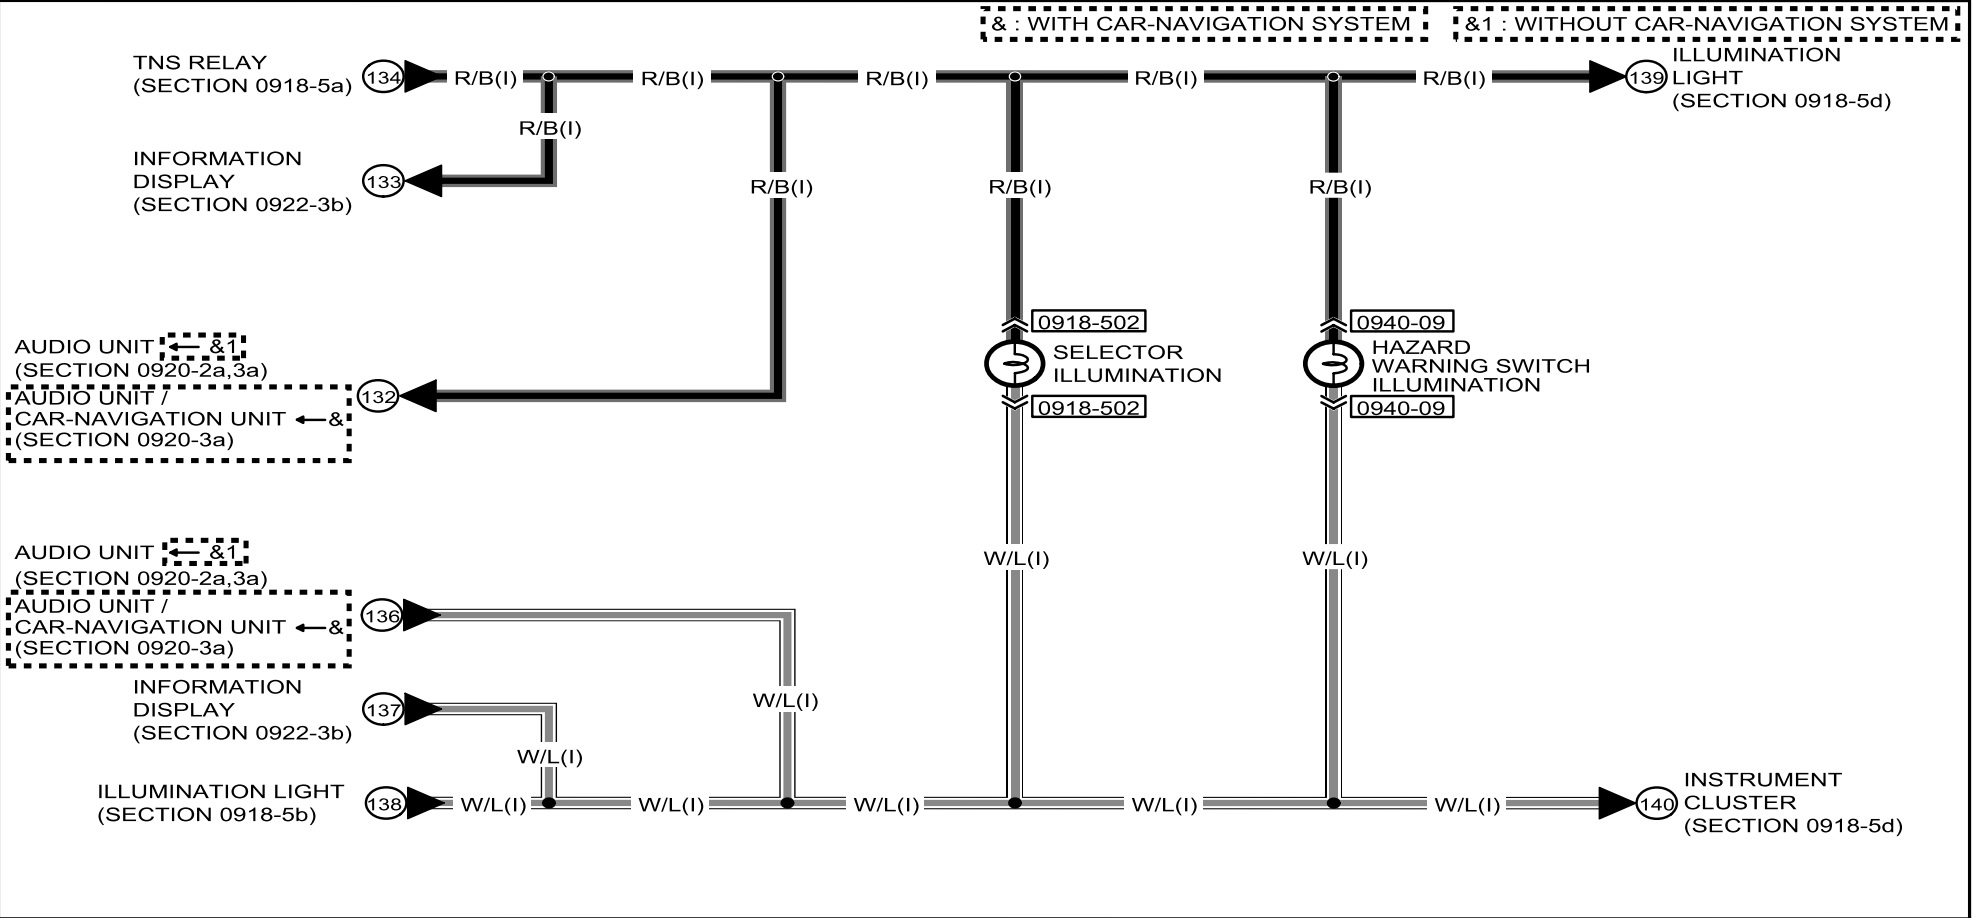 & : WITH CAR-NAVIGATION SYSTEM
&1 : WITHOUT CAR-NAVIGATION SYSTEM
TNS RELAY
(SECTION 0918-5a)
134
R/B(I)
R/B(I)
R/B(I)
R/B(I)
R/B(I)
139
ILLUMINATION
LIGHT
(SECTION 0918-5d)
R/B(I)
INFORMATION
DISPLAY
(SECTION 0922-3b)
133
R/B(I)
R/B(I)
R/B(I)
0918-502
SELECTOR
ILLUMINATION
0918-502
0940-09
HAZARD
WARNING SWITCH
ILLUMINATION
0940-09
AUDIO UNIT ← &1
(SECTION 0920-2a,3a)
AUDIO UNIT /
CAR-NAVIGATION UNIT ← &
(SECTION 0920-3a)
132
W/L(I)
W/L(I)
AUDIO UNIT ← &1
(SECTION 0920-2a,3a)
AUDIO UNIT /
CAR-NAVIGATION UNIT ← &
(SECTION 0920-3a)
136
W/L(I)
INFORMATION
DISPLAY
(SECTION 0922-3b)
137
W/L(I)
ILLUMINATION LIGHT
(SECTION 0918-5b)
138
W/L(I)
W/L(I)
W/L(I)
W/L(I)
W/L(I)
140
INSTRUMENT
CLUSTER
(SECTION 0918-5d)